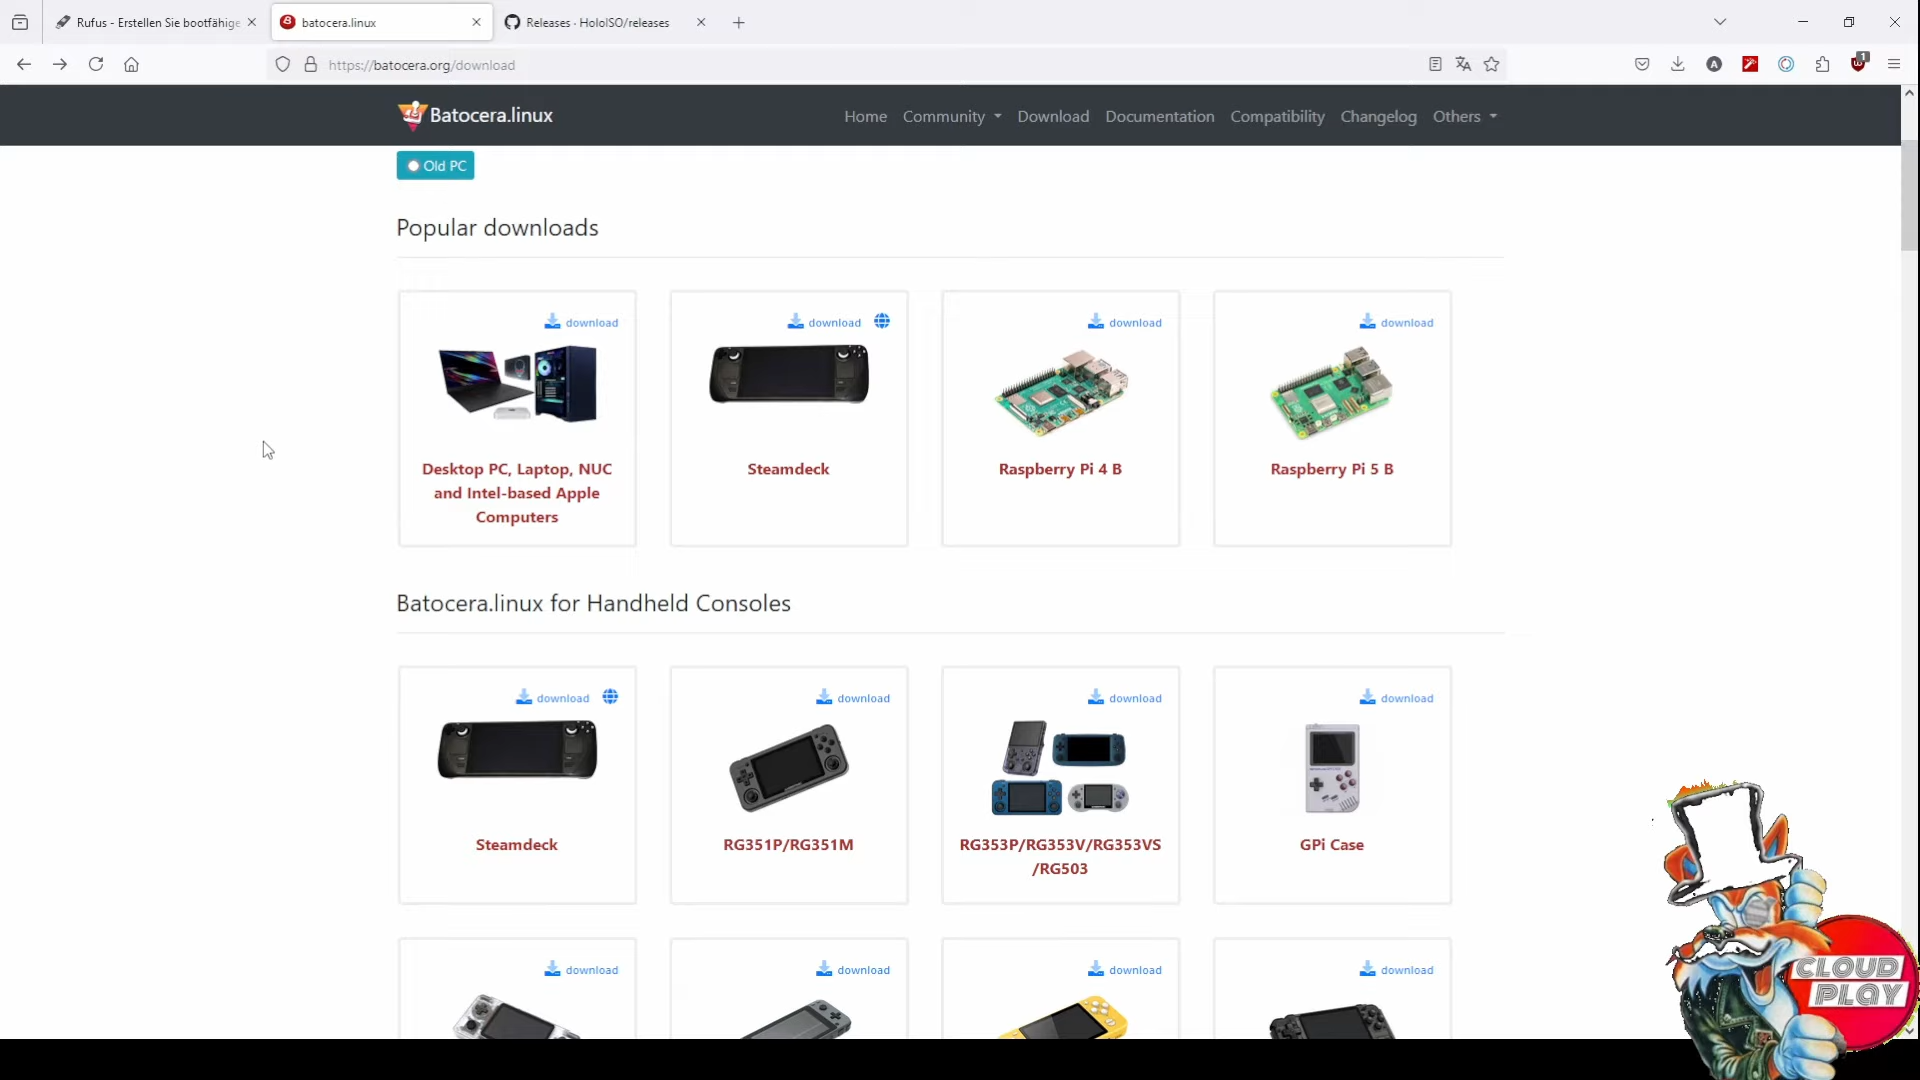 Rufus - Erstellen Sie bootfähige
batocera.linux
Releases · HoloISO/releases
https://batocera.org/download
1
Batocera.linux
Home
Community
Download
Documentation
Compatibility
Changelog
Others
Old PC
Popular downloads
download
download
download
download
Desktop PC, Laptop, NUC
and Intel-based Apple
Computers
Steamdeck
Raspberry Pi 4 B
Raspberry Pi 5 B
Batocera.linux for Handheld Consoles
download
download
download
download
Steamdeck
RG351P/RG351M
RG353P/RG353V/RG353VS
/RG503
GPi Case
download
download
download
download
CLOUD
PLAY